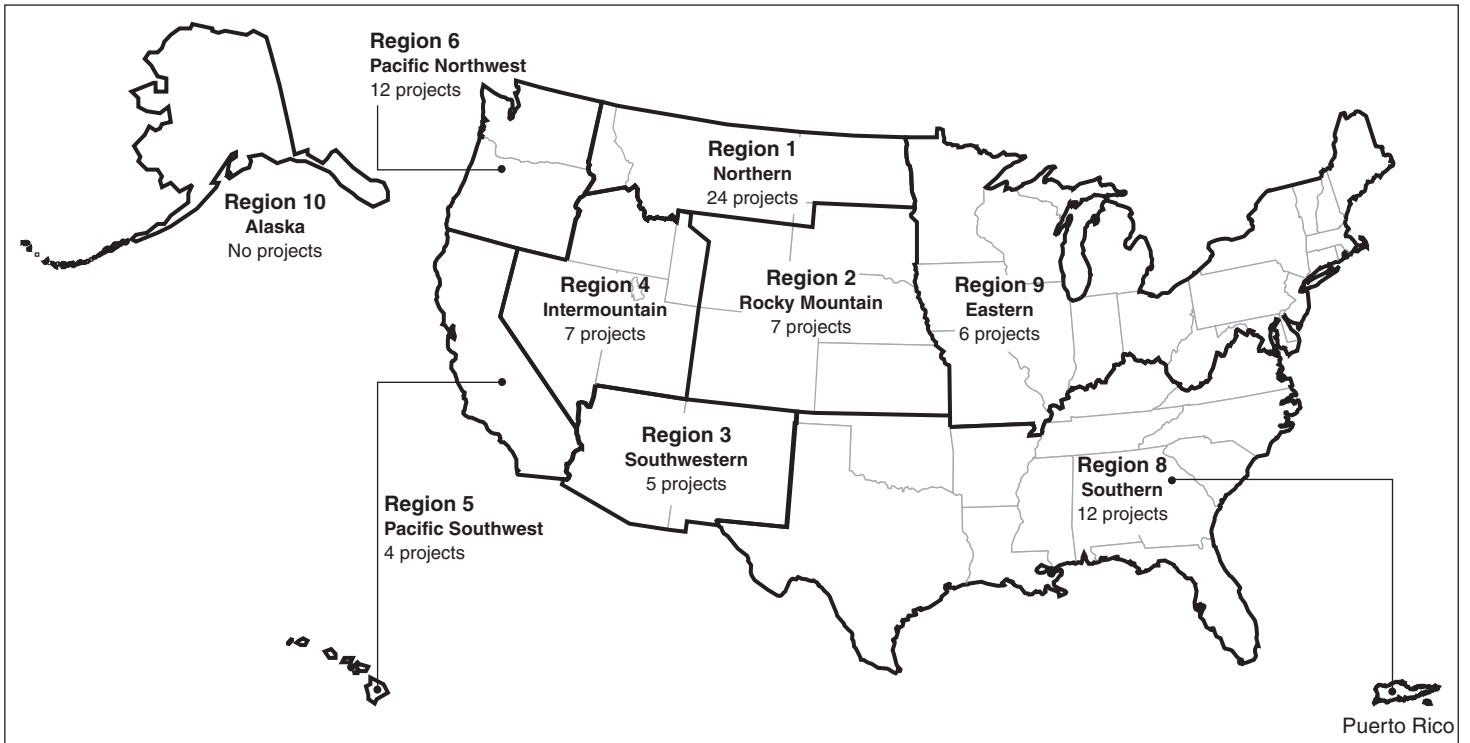 Region 6
Pacific Northwest
12 projects
Region 1
Northern
24 projects
Region 10
Alaska
No projects
Region 4
Intermountain
7 projects
Region 2
Rocky Mountain
7 projects
Region 9
Eastern
6 projects
Region 3
Southwestern
5 projects
Region 8
Southern
12 projects
Region 5
Pacific Southwest
4 projects
Puerto Rico